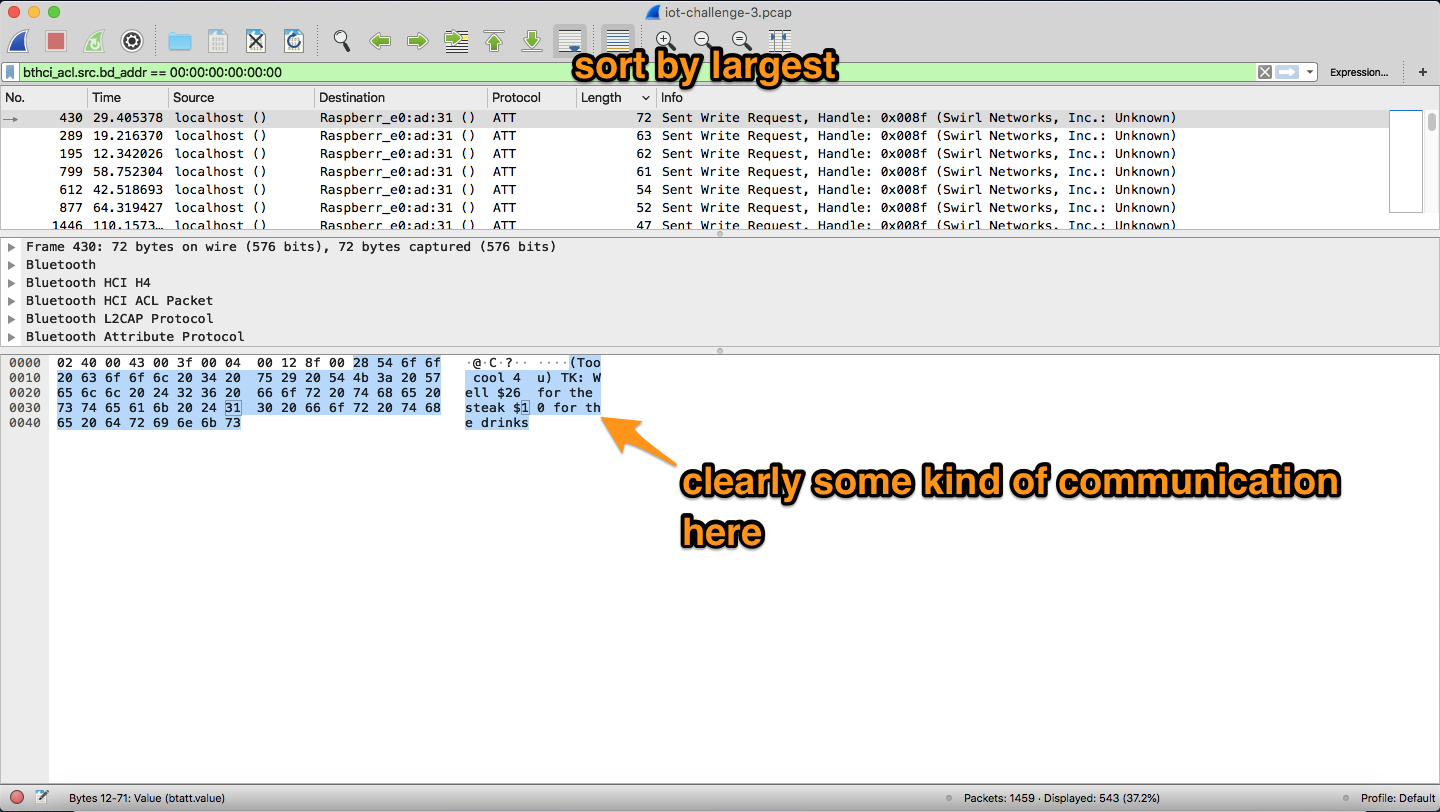 iot-challenge-3.pcap
bthci_acl.src.bd_addr == 00:00:00:00:00:00
Expression...
+
sort by largest
No. Time Source Destination Protocol Length Info
430 29.405378 localhost () Raspberr_e0:ad:31 () ATT 72 Sent Write Request, Handle: 0x008f (Swirl Networks, Inc.: Unknown)
289 19.216370 localhost () Raspberr_e0:ad:31 () ATT 63 Sent Write Request, Handle: 0x008f (Swirl Networks, Inc.: Unknown)
195 12.342026 localhost () Raspberr_e0:ad:31 () ATT 62 Sent Write Request, Handle: 0x008f (Swirl Networks, Inc.: Unknown)
799 58.752304 localhost () Raspberr_e0:ad:31 () ATT 61 Sent Write Request, Handle: 0x008f (Swirl Networks, Inc.: Unknown)
612 42.518693 localhost () Raspberr_e0:ad:31 () ATT 54 Sent Write Request, Handle: 0x008f (Swirl Networks, Inc.: Unknown)
877 64.319427 localhost () Raspberr_e0:ad:31 () ATT 52 Sent Write Request, Handle: 0x008f (Swirl Networks, Inc.: Unknown)
1446 110.1573… localhost () Raspberr_e0:ad:31 () ATT 47 Sent Write Request, Handle: 0x008f (Swirl Networks, Inc.: Unknown)
Frame 430: 72 bytes on wire (576 bits), 72 bytes captured (576 bits)
Bluetooth
Bluetooth HCI H4
Bluetooth HCI ACL Packet
Bluetooth L2CAP Protocol
Bluetooth Attribute Protocol
0000 02 40 00 43 00 3f 00 04 00 12 8f 00 28 54 6f 6f ·@·C·?·· ····(Too
0010 20 63 6f 6f 6c 20 34 20 75 29 20 54 4b 3a 20 57 cool 4 u) TK: W
0020 65 6c 6c 20 24 32 36 20 66 6f 72 20 74 68 65 20 ell $26 for the
0030 73 74 65 61 6b 20 24 31 30 20 66 6f 72 20 74 68 steak $1 0 for th
0040 65 20 64 72 69 6e 6b 73 e drinks
clearly some kind of communication
here
Bytes 12-71: Value (btatt.value)
Packets: 1459 · Displayed: 543 (37.2%)
Profile: Default